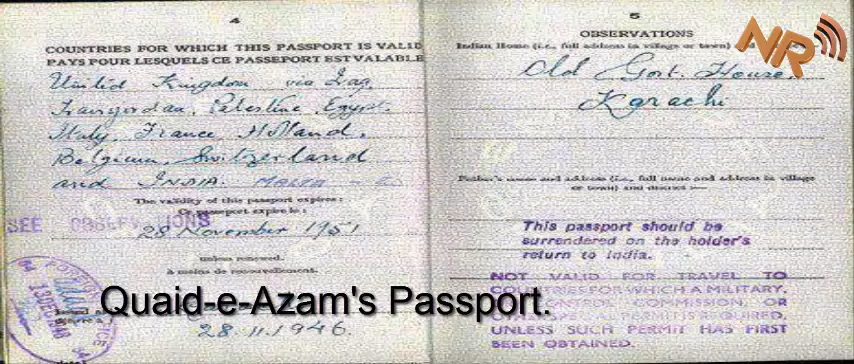 4
COUNTRIES FOR WHICH THIS PASSPORT IS VALID
PAYS POUR LESQUELS CE PASSEPORT EST VALABLE
United Kingdom via Iraq,
Transjordan, Palestine, Egypt,
Italy, France Holland,
Belgium, Switzerland
and INDIA. MALTA
The validity of this passport expires:
passeport expire le:
SEE OBSERVATIONS
28 November 1951
unless renewed.
à moins de renouvellement.
Quaid-e-Azam's Passport.
28.11.1946.
5
OBSERVATIONS
Indian Home (i.e., full address in village or town)
NR
Old Govt. House.
Karachi
Father's name and address (i.e., full name and address in village
or town) and district :—
This passport should be
surrendered on the holder's
return to India.
NOT VALID FOR TRAVEL TO
COUNTRIES FOR WHICH A MILITARY,
CONTROL COMMISSION, OR
PERMIT IS REQUIRED,
UNLESS SUCH PERMIT HAS FIRST
BEEN OBTAINED.